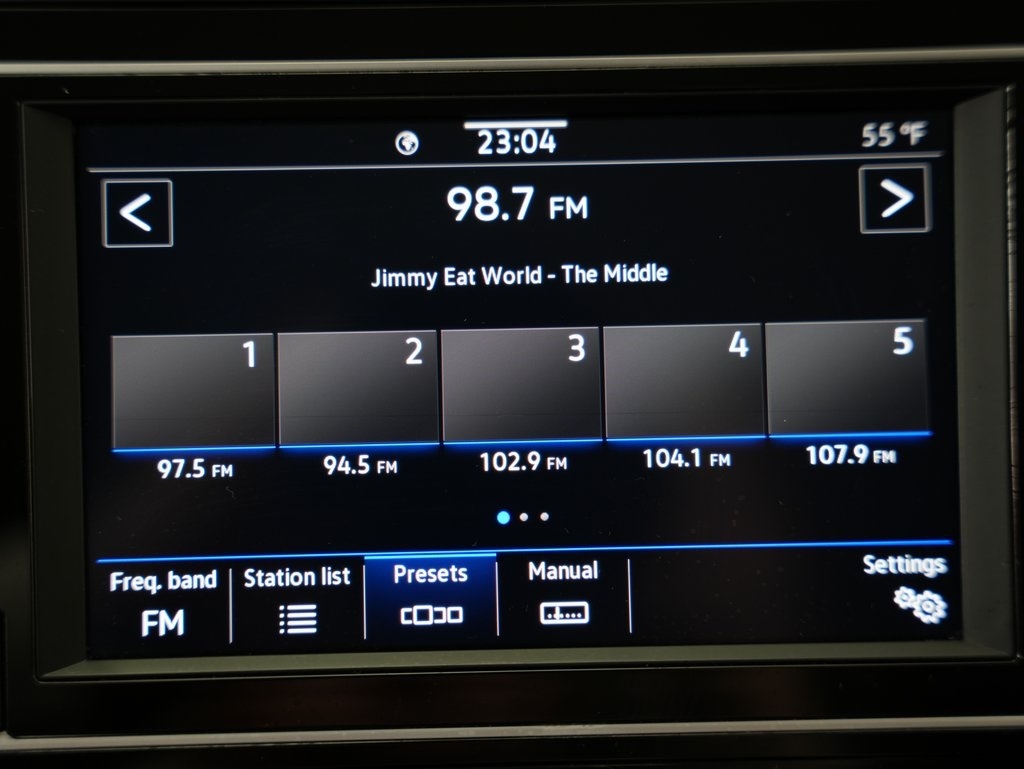 23:04
55 °F
<
98.7 FM
>
Jimmy Eat World - The Middle
1
2
3
4
5
97.5 FM
94.5 FM
102.9 FM
104.1 FM
107.9 FM
Freq. band
FM
Station list
Presets
Manual
Settings